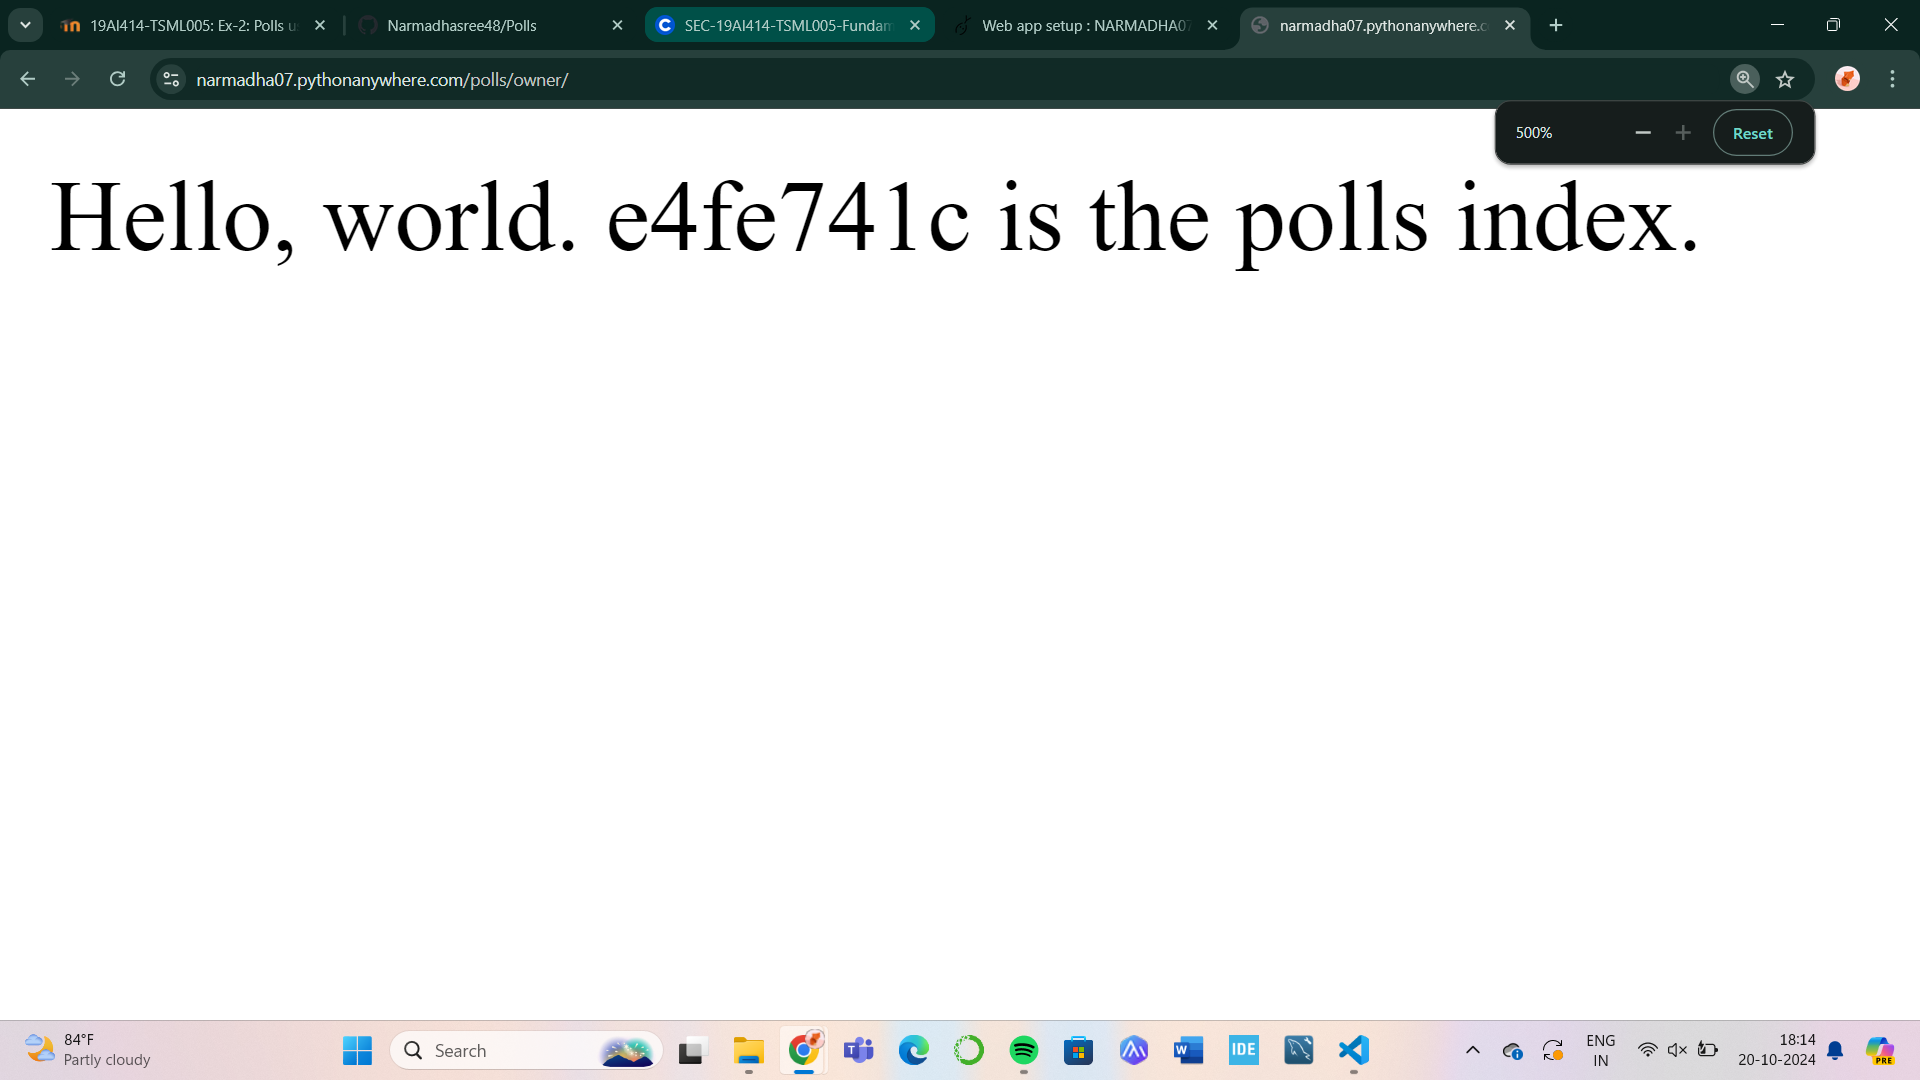 19AI414-TSML005: Ex-2: Polls u
Narmadhasree48/Polls
SEC-19AI414-TSML005-Fundam
Web app setup : NARMADHA07
narmadha07.pythonanywhere.c
narmadha07.pythonanywhere.com/polls/owner/
500%
Reset
Hello, world. e4fe741c is the polls index.
84°F
Partly cloudy
Search
IDE
ENG
IN
18:14
20-10-2024
PRE